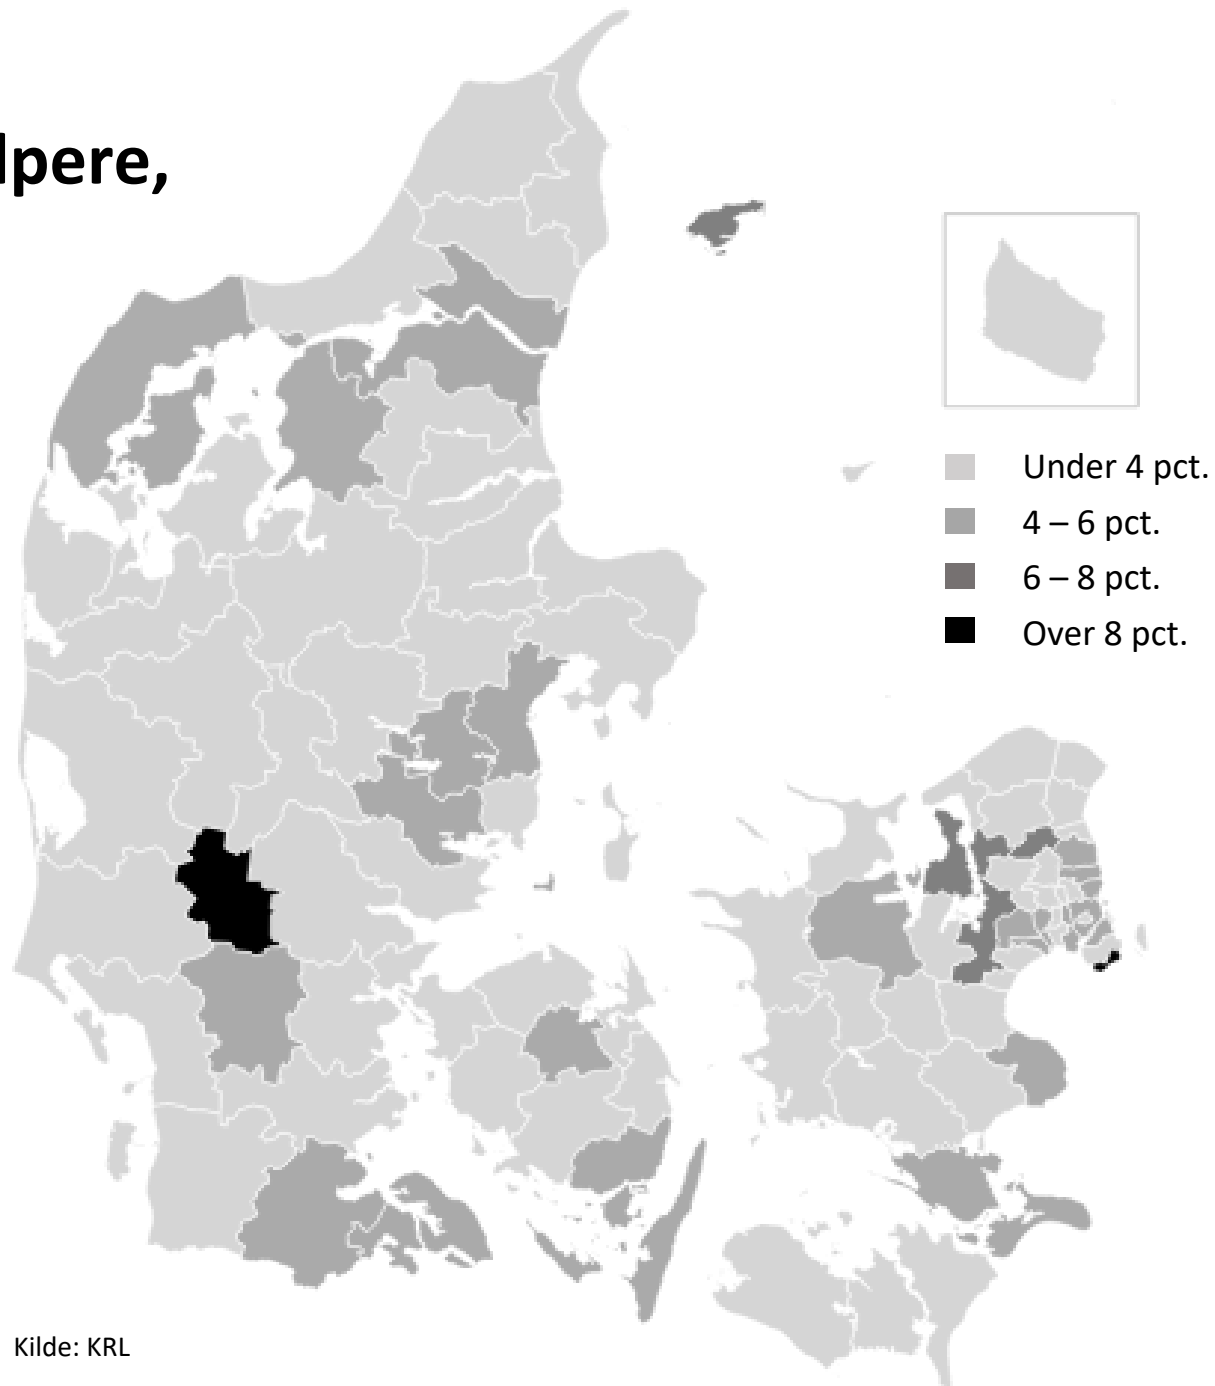 lpere,
Under 4 pct.
4 – 6 pct.
6 – 8 pct.
Over 8 pct.
Kilde: KRL